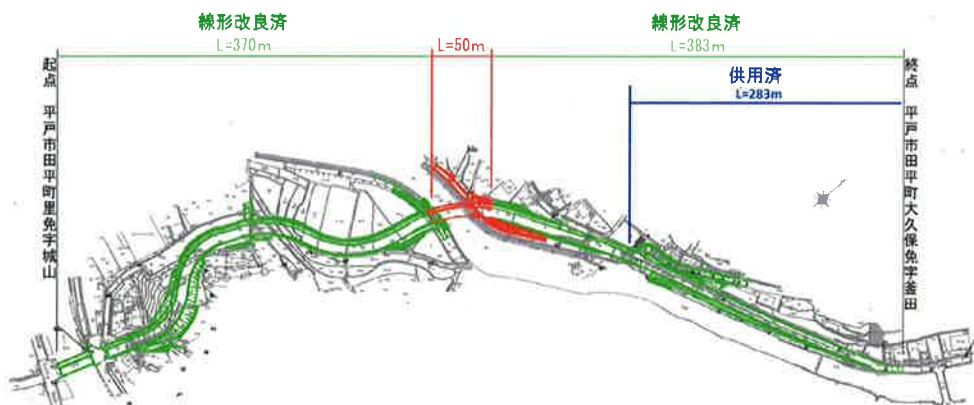 線形改良済
L=370m
L=50m
線形改良済
L=383m
供用済
L=283m
起点 平戸市田平町里免字城山
終点 平戸市田平町大久保免字釜田